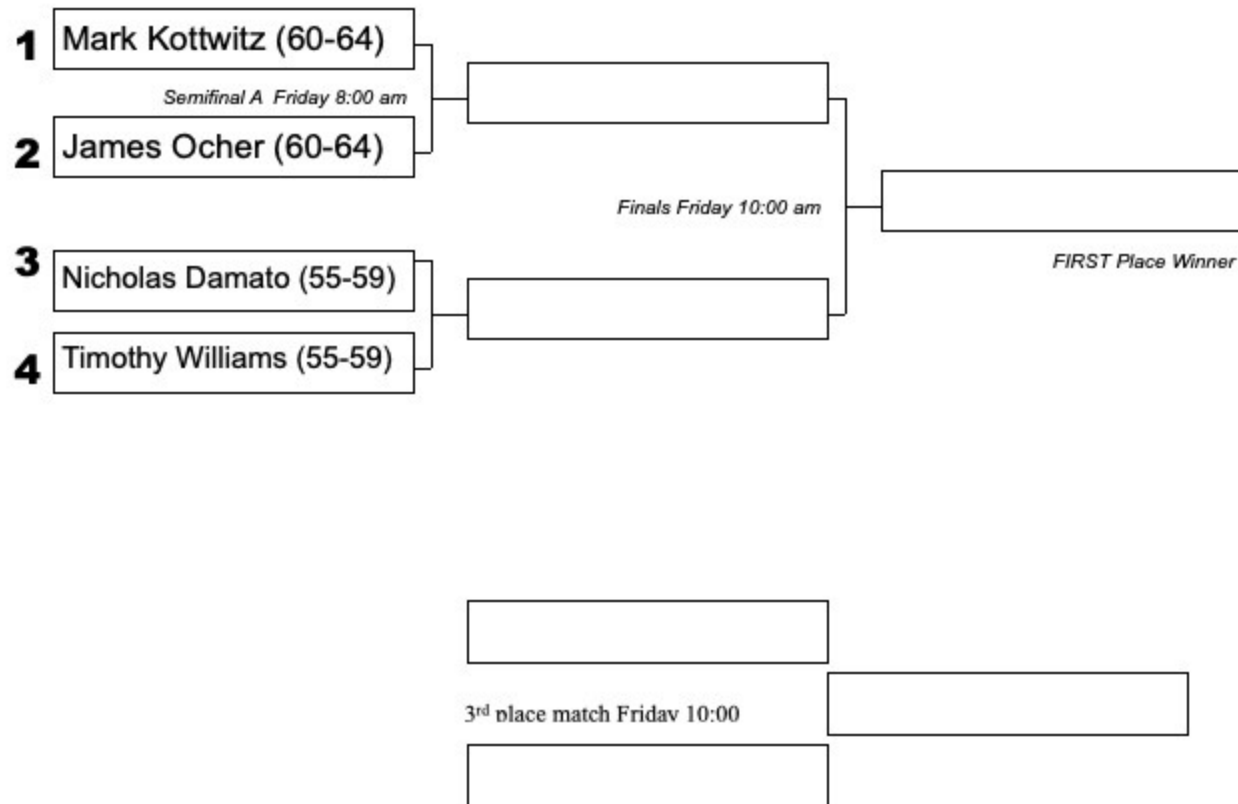 1 Mark Kottwitz (60-64)
Semifinal A Friday 8:00 am
2 James Ocher (60-64)
Finals Friday 10:00 am
3 Nicholas Damato (55-59)
FIRST Place Winner
4 Timothy Williams (55-59)
3rd place match Friday 10:00